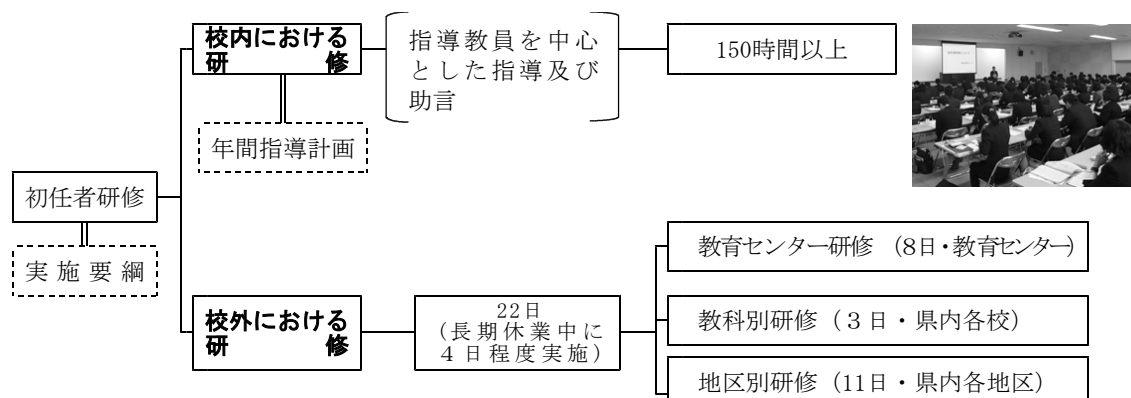 初任者研修
実施要綱
校内における
研修
年間指導計画
指導教員を中心
とした指導及び
助言
150時間以上
校外における
研修
22日
(長期休業中に
4日程度実施)
教育センター研修 (8日・教育センター)
教科別研修 (3日・県内各校)
地区別研修 (11日・県内各地区)